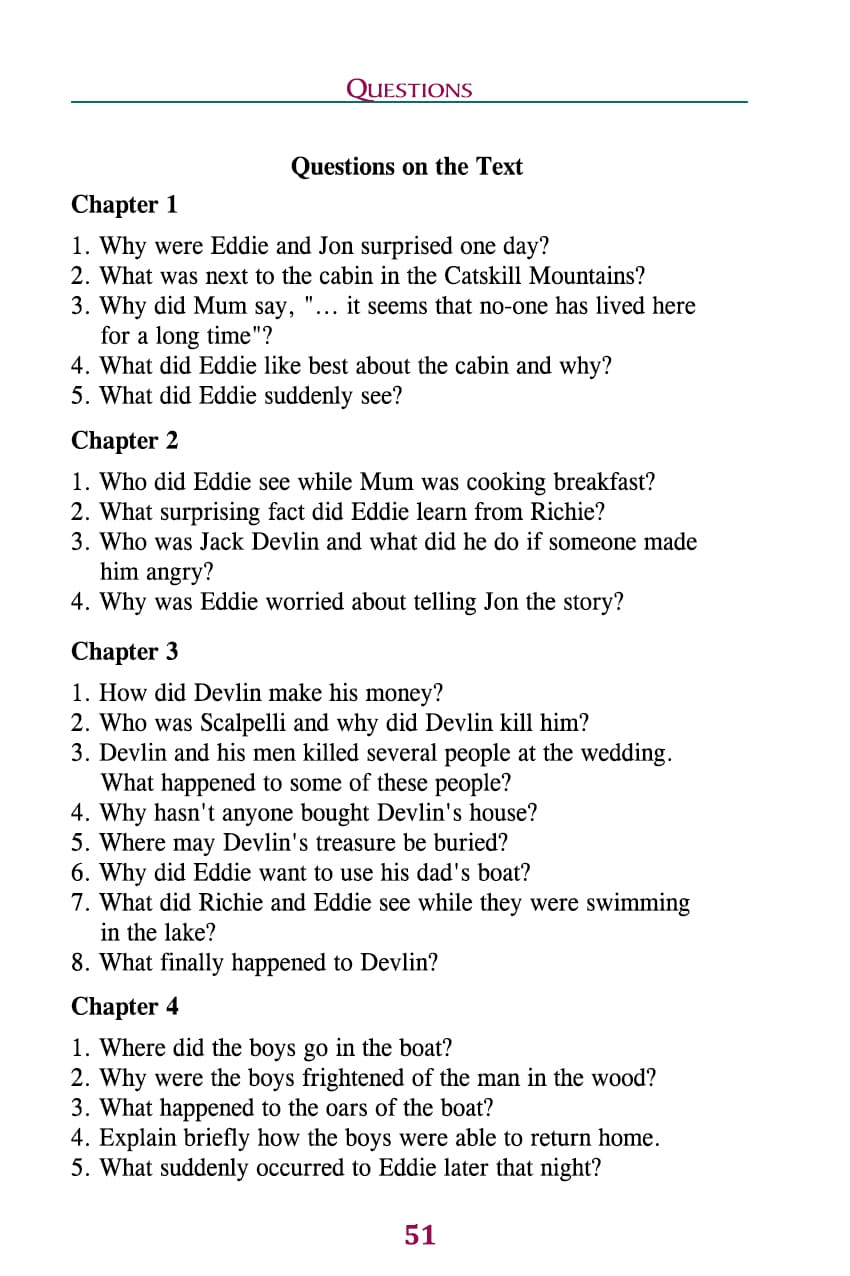 QUESTIONS
Questions on the Text
Chapter 1
1. Why were Eddie and Jon surprised one day?
2. What was next to the cabin in the Catskill Mountains?
3. Why did Mum say, "... it seems that no-one has lived here
for a long time"?
4. What did Eddie like best about the cabin and why?
5. What did Eddie suddenly see?
Chapter 2
1. Who did Eddie see while Mum was cooking breakfast?
2. What surprising fact did Eddie learn from Richie?
3. Who was Jack Devlin and what did he do if someone made
him angry?
4. Why was Eddie worried about telling Jon the story?
Chapter 3
1. How did Devlin make his money?
2. Who was Scalpelli and why did Devlin kill him?
3. Devlin and his men killed several people at the wedding.
What happened to some of these people?
4. Why hasn't anyone bought Devlin's house?
5. Where may Devlin's treasure be buried?
6. Why did Eddie want to use his dad's boat?
7. What did Richie and Eddie see while they were swimming
in the lake?
8. What finally happened to Devlin?
Chapter 4
1. Where did the boys go in the boat?
2. Why were the boys frightened of the man in the wood?
3. What happened to the oars of the boat?
4. Explain briefly how the boys were able to return home.
5. What suddenly occurred to Eddie later that night?
51